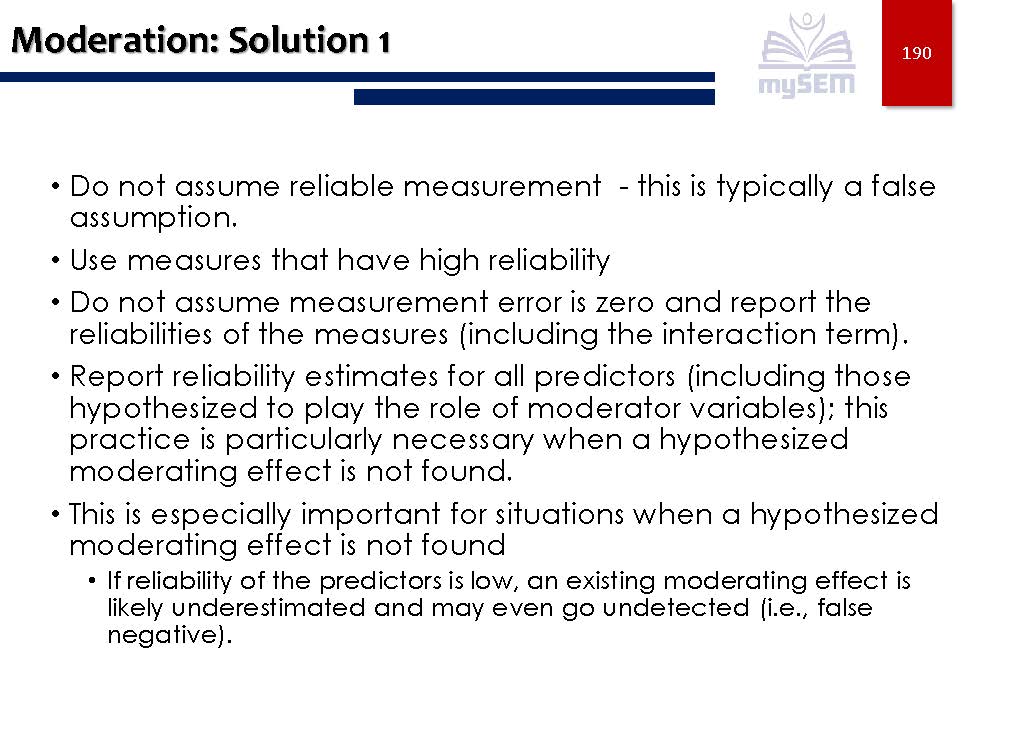 Moderation: Solution 1
mySEM
190
• Do not assume reliable measurement  - this is typically a false
assumption.
• Use measures that have high reliability
• Do not assume measurement error is zero and report the
reliabilities of the measures (including the interaction term).
• Report reliability estimates for all predictors (including those
hypothesized to play the role of moderator variables); this
practice is particularly necessary when a hypothesized
moderating effect is not found.
• This is especially important for situations when a hypothesized
moderating effect is not found
• If reliability of the predictors is low, an existing moderating effect is
likely underestimated and may even go undetected (i.e., false
negative).